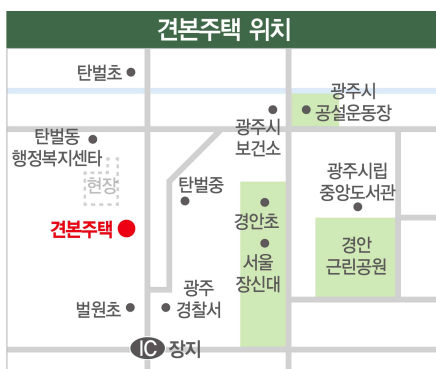 견본주택 위치
탄벌초
광주시
공설운동장
광주시
보건소
탄벌동
행정복지센타
현장
탄벌중
광주시립
중앙도서관
경안초
견본주택
서울
장신대
경안
근린공원
벌원초
광주
경찰서
IC 장지